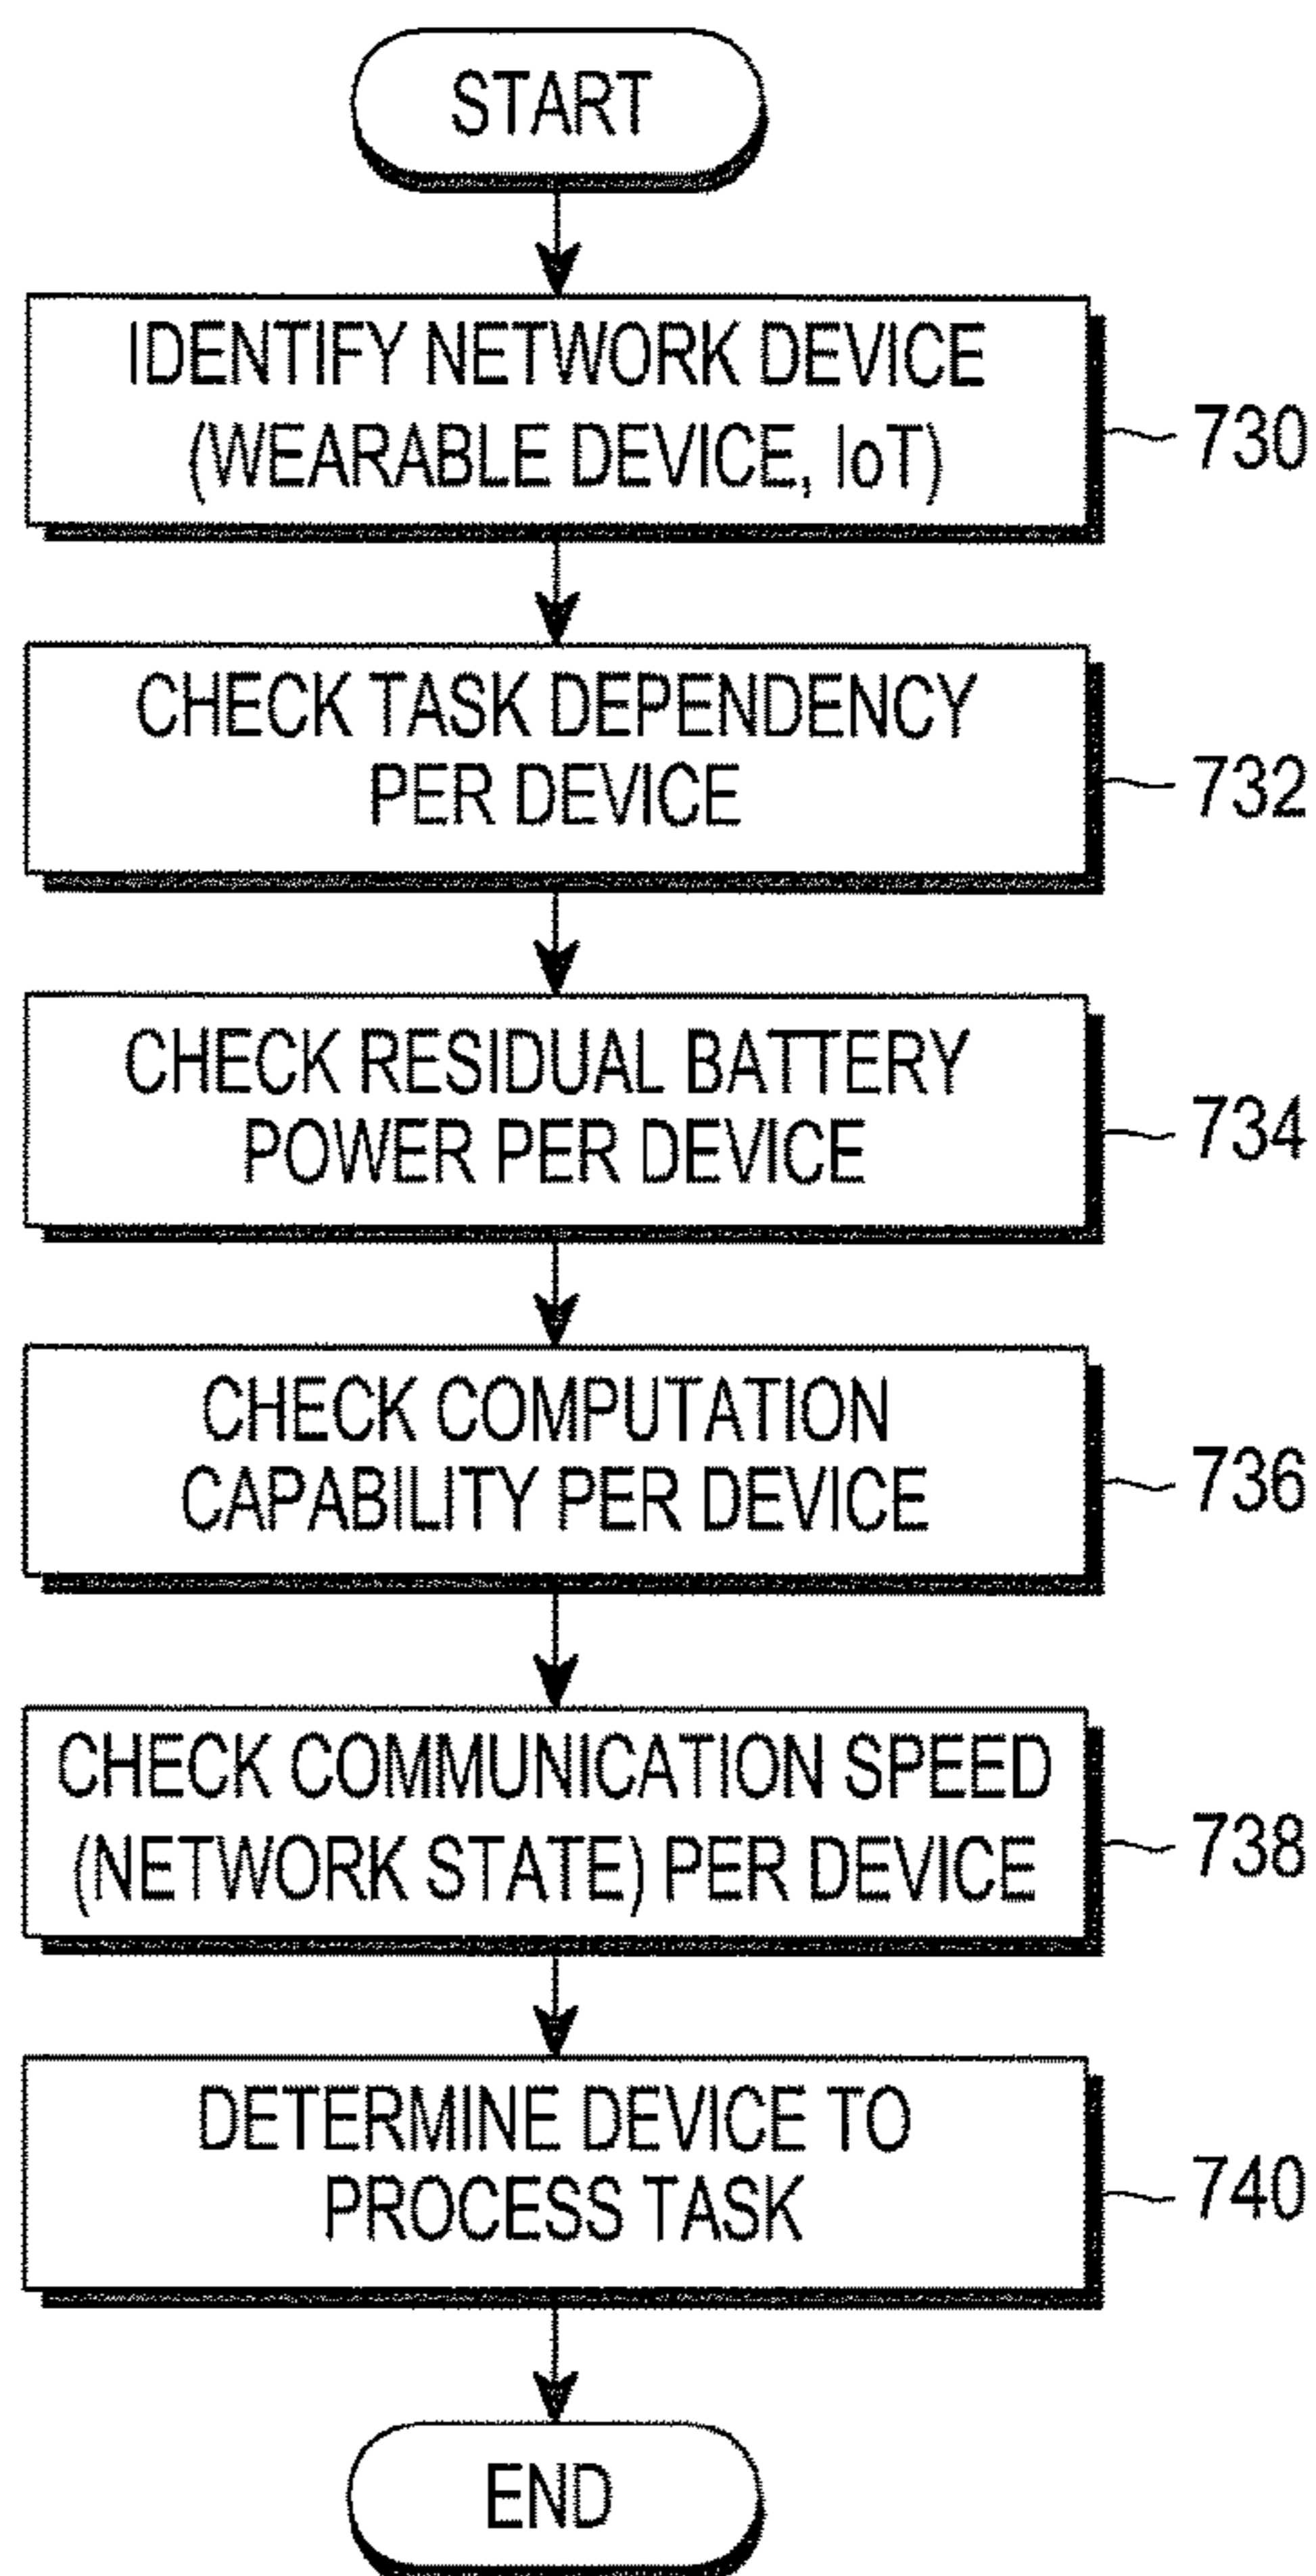 START
IDENTIFY NETWORK DEVICE
(WEARABLE DEVICE, IoT)
730
CHECK TASK DEPENDENCY
PER DEVICE
732
CHECK RESIDUAL BATTERY
POWER PER DEVICE
734
CHECK COMPUTATION
CAPABILITY PER DEVICE
736
CHECK COMMUNICATION SPEED
(NETWORK STATE) PER DEVICE
738
DETERMINE DEVICE TO
PROCESS TASK
740
END